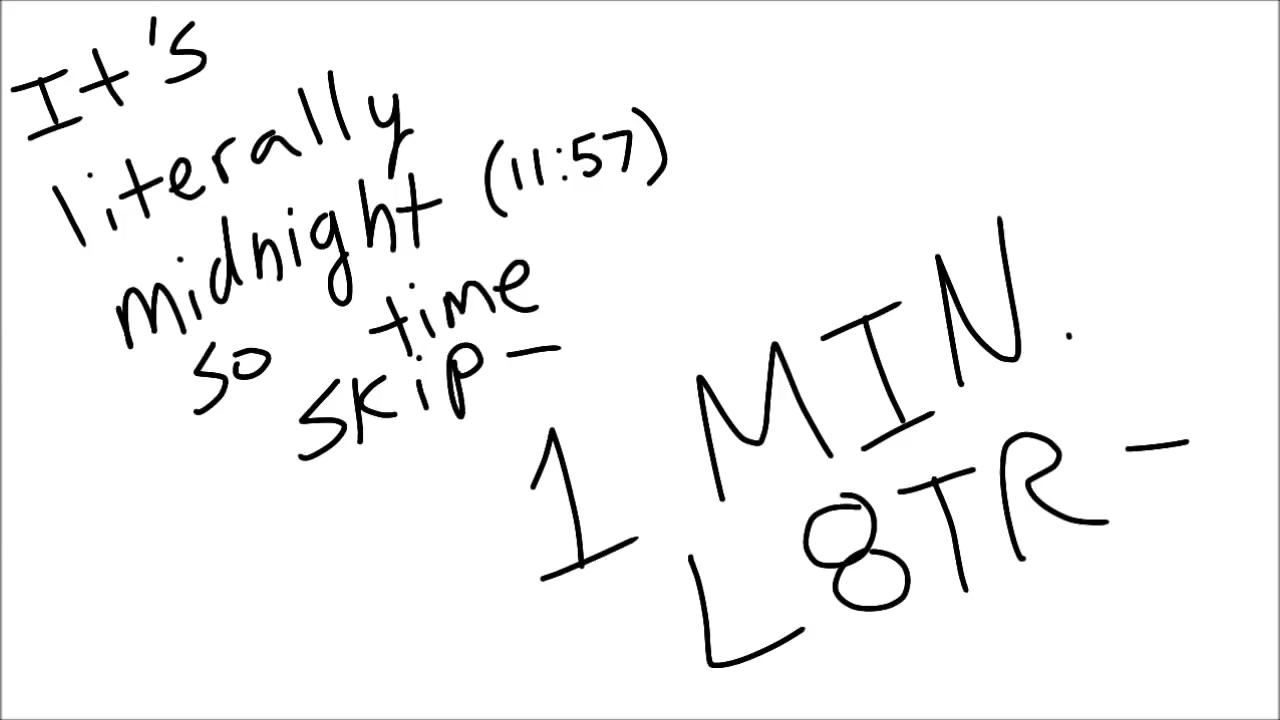 It's
literally
midnight (11:57)
so time
skip-
1 MIN.
L8TR-